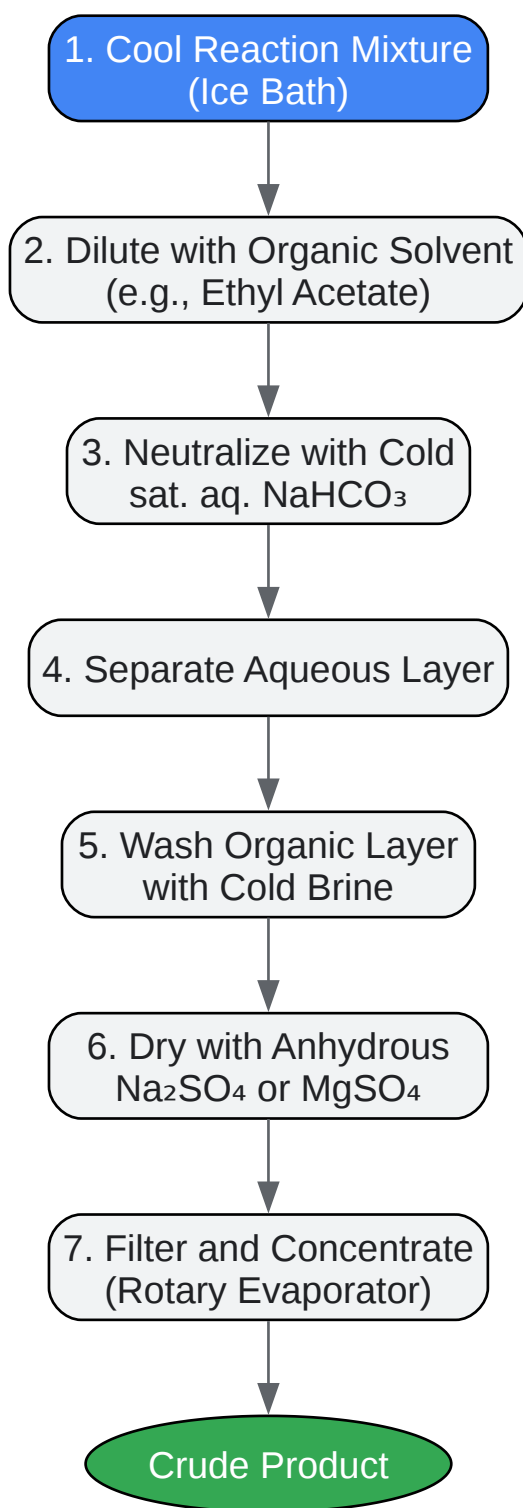 1. Cool Reaction Mixture
(Ice Bath)
2. Dilute with Organic Solvent
(e.g., Ethyl Acetate)
3. Neutralize with Cold
sat. aq. NaHCO₃
4. Separate Aqueous Layer
5. Wash Organic Layer
with Cold Brine
6. Dry with Anhydrous
Na₂SO₄ or MgSO₄
7. Filter and Concentrate
(Rotary Evaporator)
Crude Product